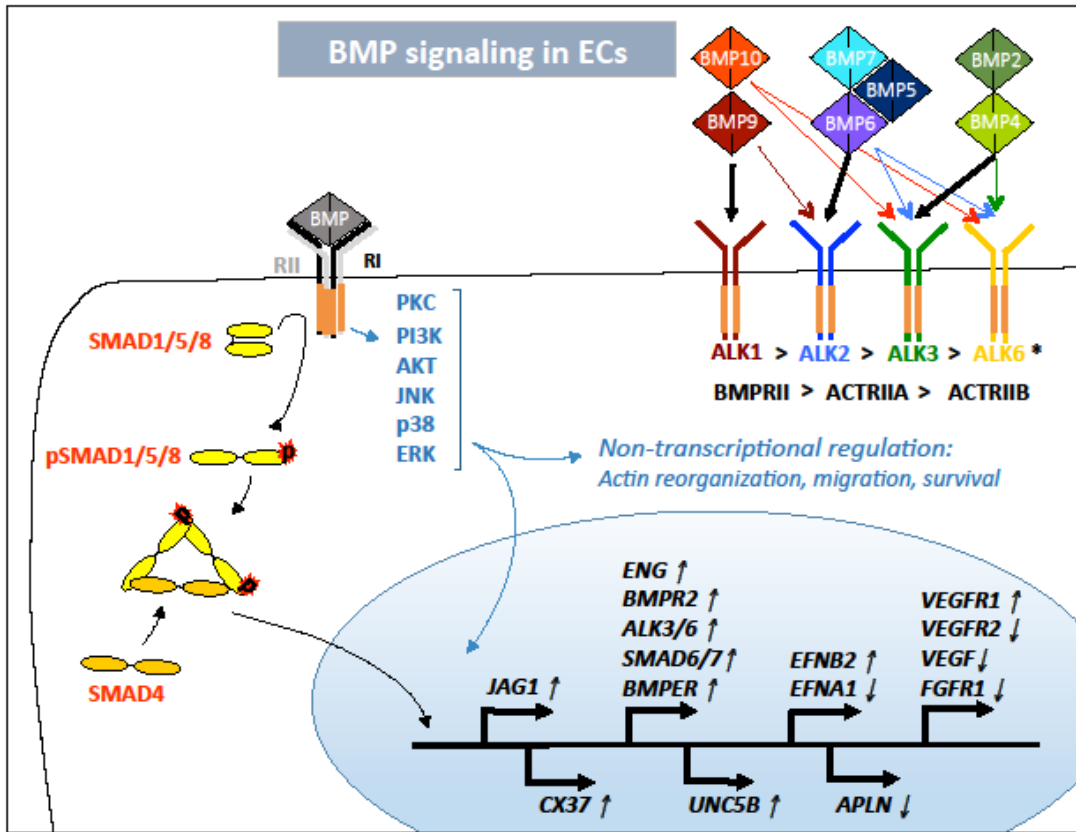 BMP signaling in ECs
BMP10
BMP7
BMP2
BMP5
BMP9
BMP6
BMP4
BMP
RII
RI
SMAD1/5/8
PKC
PI3K
AKT
JNK
p38
ERK
ALK1 > ALK2 > ALK3 > ALK6 *
BMPRII > ACTRIIA > ACTRIIB
pSMAD1/5/8
p
Non-transcriptional regulation:
Actin reorganization, migration, survival
p
p
SMAD4
JAG1 ↑
ENG ↑
BMPR2 ↑
ALK3/6 ↑
SMAD6/7 ↑
BMPER ↑
EFNB2 ↑
EFNA1 ↓
VEGFR1 ↑
VEGFR2 ↓
VEGF ↓
FGFR1 ↓
CX37 ↑
UNC5B ↑
APLN ↓